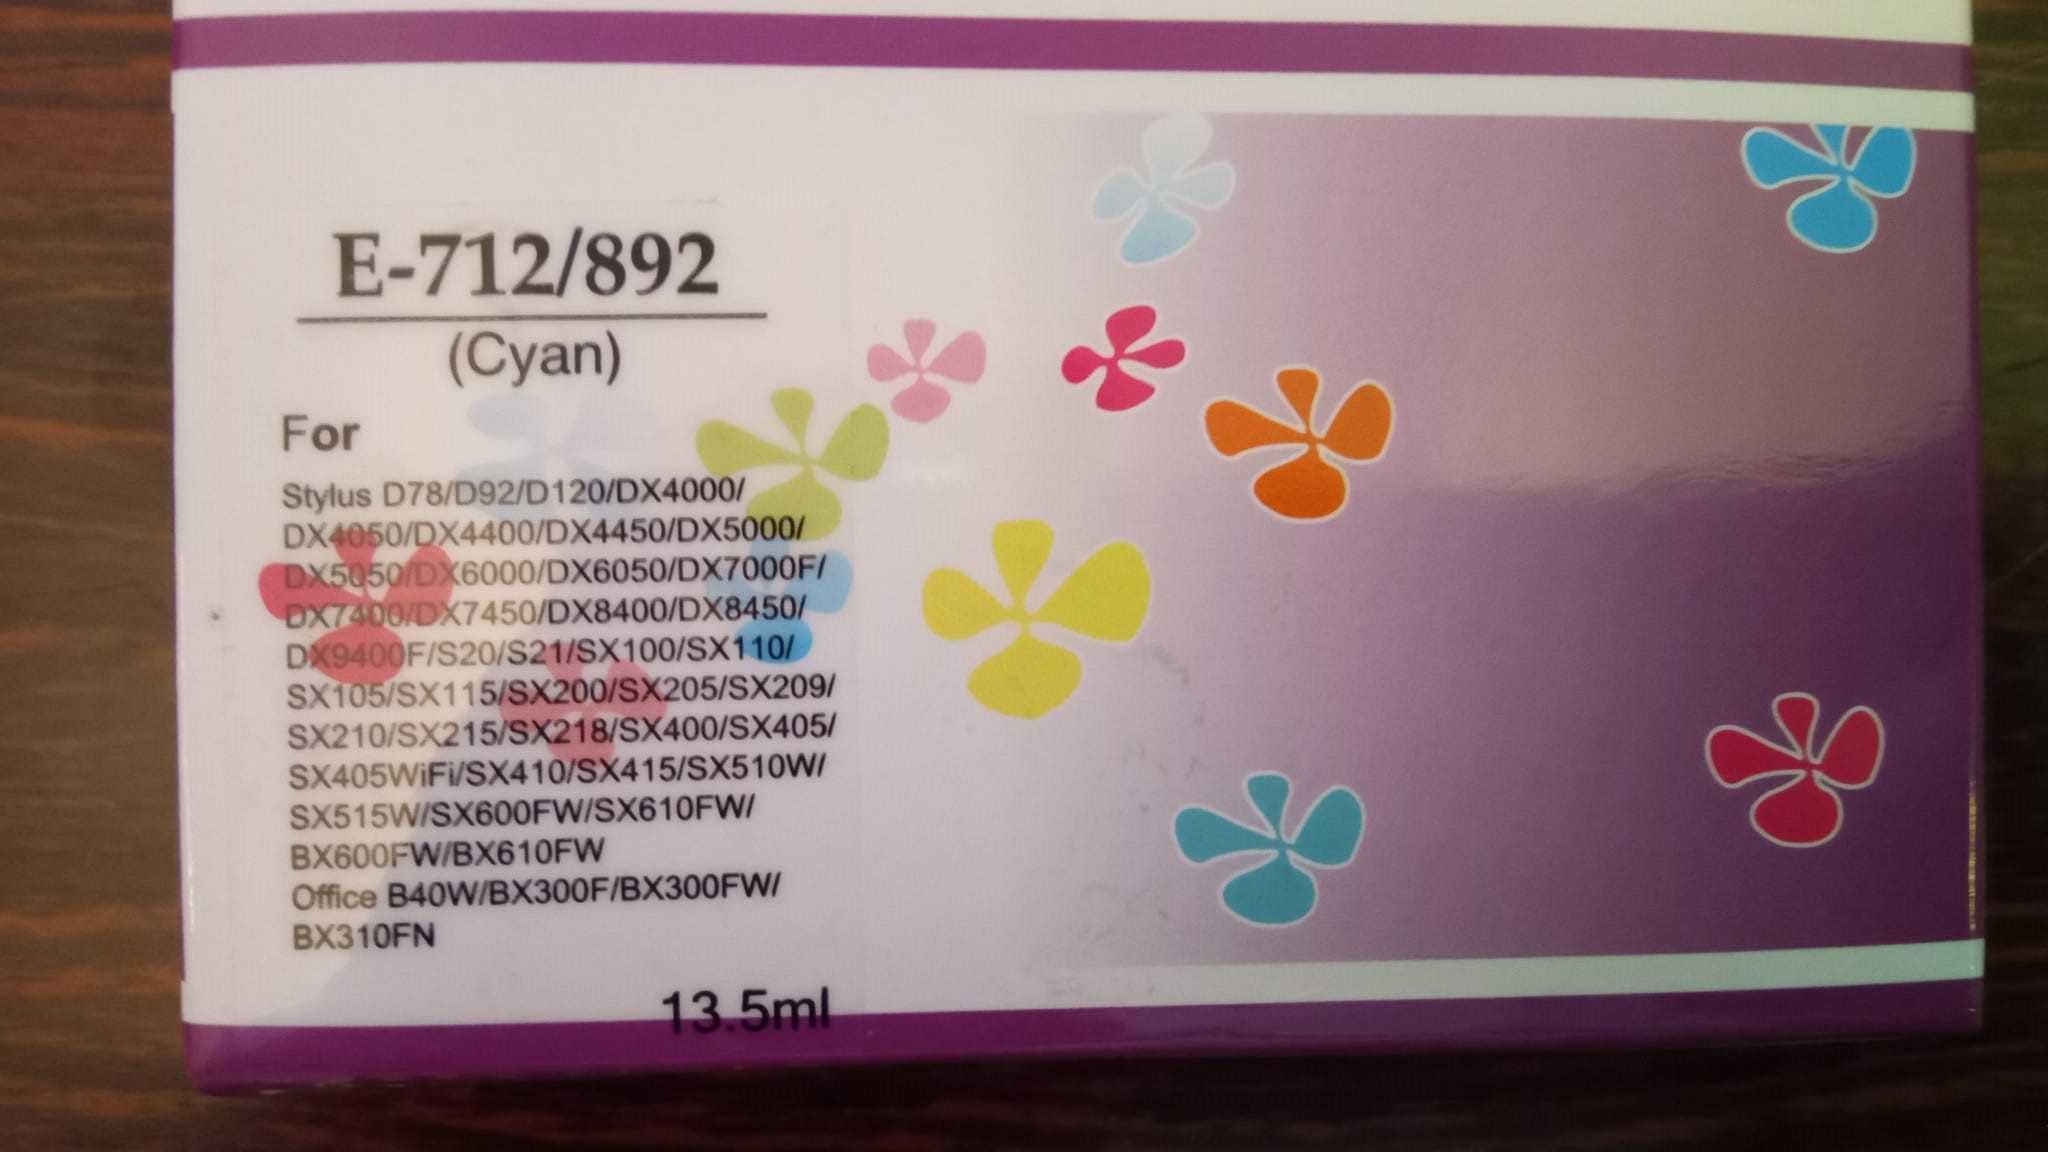 E-712/892
(Cyan)
For
Stylus D78/D92/D120/DX4000/
DX4050/DX4400/DX4450/DX5000/
DX5050/DX6000/DX6050/DX7000F/
DX7400/DX7450/DX8400/DX8450/
DX9400F/S20/S21/SX100/SX110/
SX105/SX115/SX200/SX205/SX209/
SX210/SX215/SX218/SX400/SX405/
SX405WiFi/SX410/SX415/SX510W/
SX515W/SX600FW/SX610FW/
BX600FW/BX610FW
Office B40W/BX300F/BX300FW/
BX310FN
13.5ml